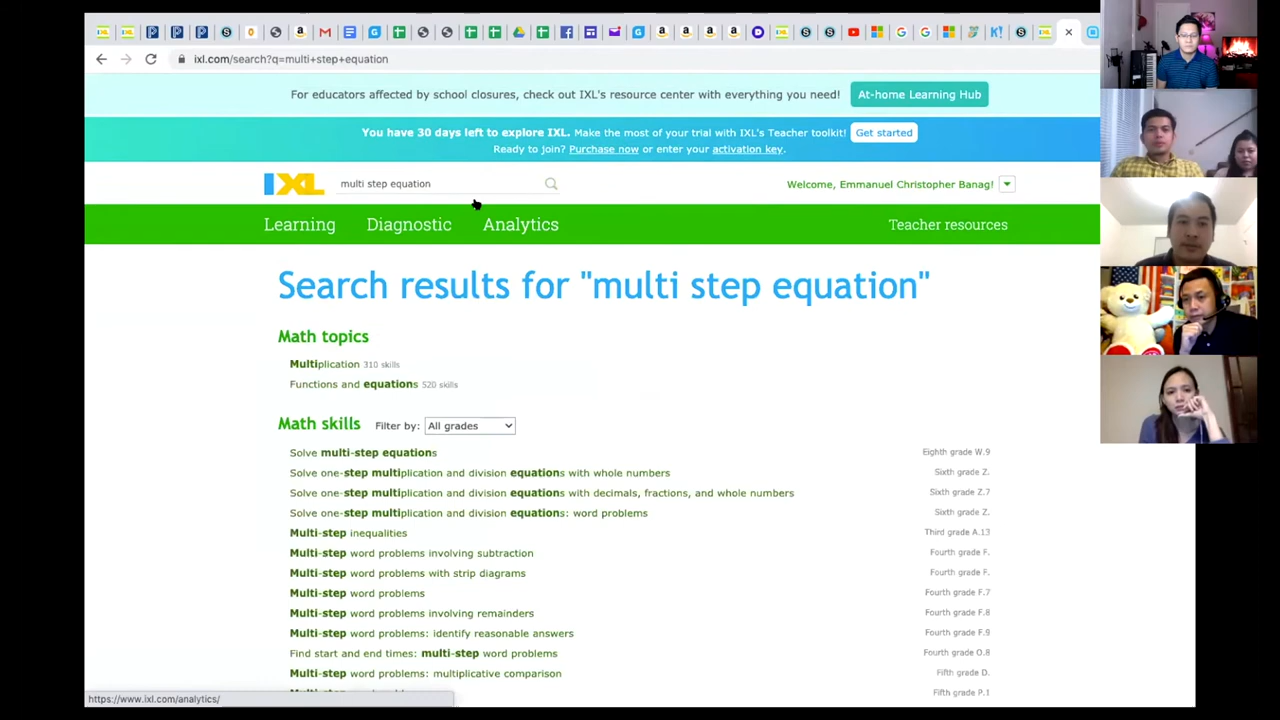 ixl.com/search?q=multi+step+equation
For educators affected by school closures, check out IXL's resource center with everything you need!
At-home Learning Hub
You have 30 days left to explore IXL. Make the most of your trial with IXL's Teacher toolkit!
Get started
Ready to join? Purchase now or enter your activation key.
IXL
multi step equation
Welcome, Emmanuel Christopher Banag!
Learning
Diagnostic
Analytics
Teacher resources
Search results for "multi step equation"
Math topics
Multiplication 310 skills
Functions and equations 520 skills
Math skills
Filter by:
All grades
Solve multi-step equations Eighth grade W.9
Solve one-step multiplication and division equations with whole numbers Sixth grade Z.
Solve one-step multiplication and division equations with decimals, fractions, and whole numbers Sixth grade Z.7
Solve one-step multiplication and division equations: word problems Sixth grade Z.
Multi-step inequalities Third grade A.13
Multi-step word problems involving subtraction Fourth grade F.
Multi-step word problems with strip diagrams Fourth grade F.
Multi-step word problems Fourth grade F.7
Multi-step word problems involving remainders Fourth grade F.8
Multi-step word problems: identify reasonable answers Fourth grade F.9
Find start and end times: multi-step word problems Fourth grade O.8
Multi-step word problems: multiplicative comparison Fifth grade D.
Fifth grade P.1
https://www.ixl.com/analytics/